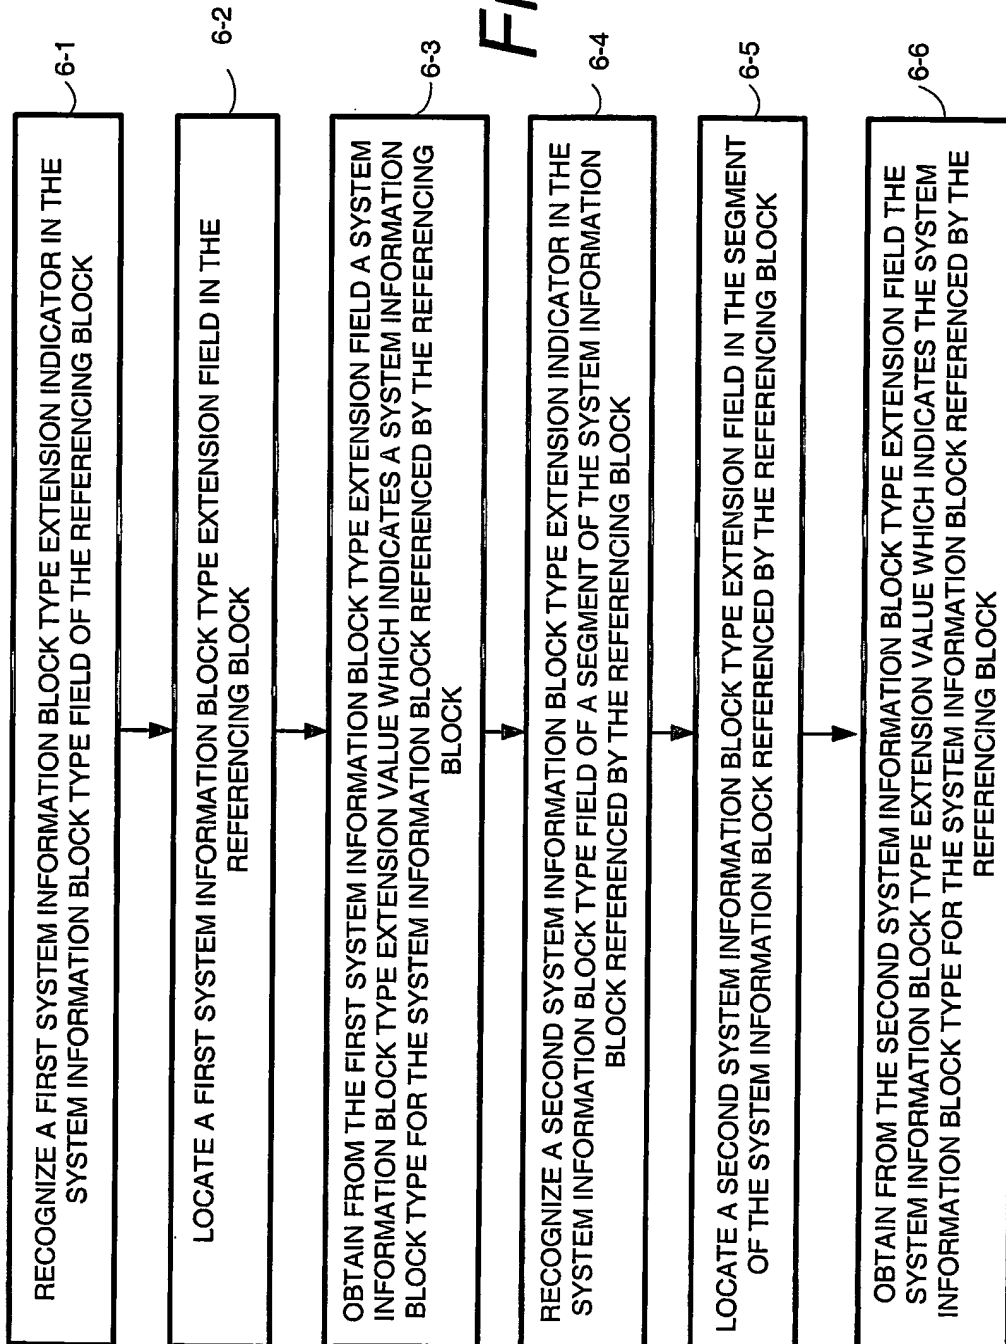 6-1
RECOGNIZE A FIRST SYSTEM INFORMATION BLOCK TYPE EXTENSION INDICATOR IN THE
SYSTEM INFORMATION BLOCK TYPE FIELD OF THE REFERENCING BLOCK
6-2
LOCATE A FIRST SYSTEM INFORMATION BLOCK TYPE EXTENSION FIELD IN THE
REFERENCING BLOCK
6-3
OBTAIN FROM THE FIRST SYSTEM INFORMATION BLOCK TYPE EXTENSION FIELD A SYSTEM
INFORMATION BLOCK TYPE EXTENSION VALUE WHICH INDICATES A SYSTEM INFORMATION
BLOCK TYPE FOR THE SYSTEM INFORMATION BLOCK REFERENCED BY THE REFERENCING
BLOCK
6-4
RECOGNIZE A SECOND SYSTEM INFORMATION BLOCK TYPE EXTENSION INDICATOR IN THE
SYSTEM INFORMATION BLOCK TYPE FIELD OF A SEGMENT OF THE SYSTEM INFORMATION
BLOCK REFERENCED BY THE REFERENCING BLOCK
6-5
LOCATE A SECOND SYSTEM INFORMATION BLOCK TYPE EXTENSION FIELD IN THE SEGMENT
OF THE SYSTEM INFORMATION BLOCK REFERENCED BY THE REFERENCING BLOCK
6-6
OBTAIN FROM THE SECOND SYSTEM INFORMATION BLOCK TYPE EXTENSION FIELD THE
SYSTEM INFORMATION BLOCK TYPE EXTENSION VALUE WHICH INDICATES THE SYSTEM
INFORMATION BLOCK TYPE FOR THE SYSTEM INFORMATION BLOCK REFERENCED BY THE
REFERENCING BLOCK